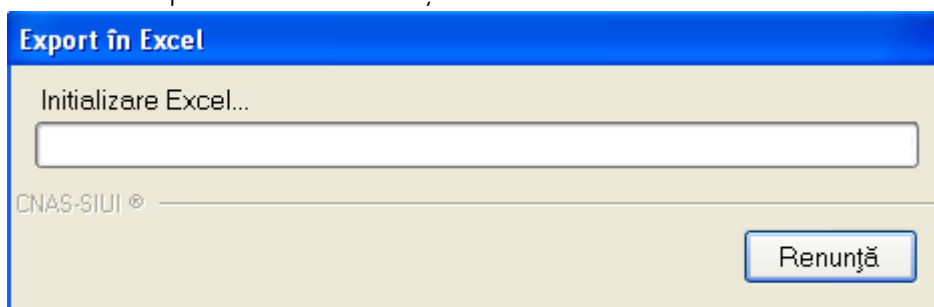 Export în Excel
Initializare Excel...
CNAS-SIUI ®
Renunţă